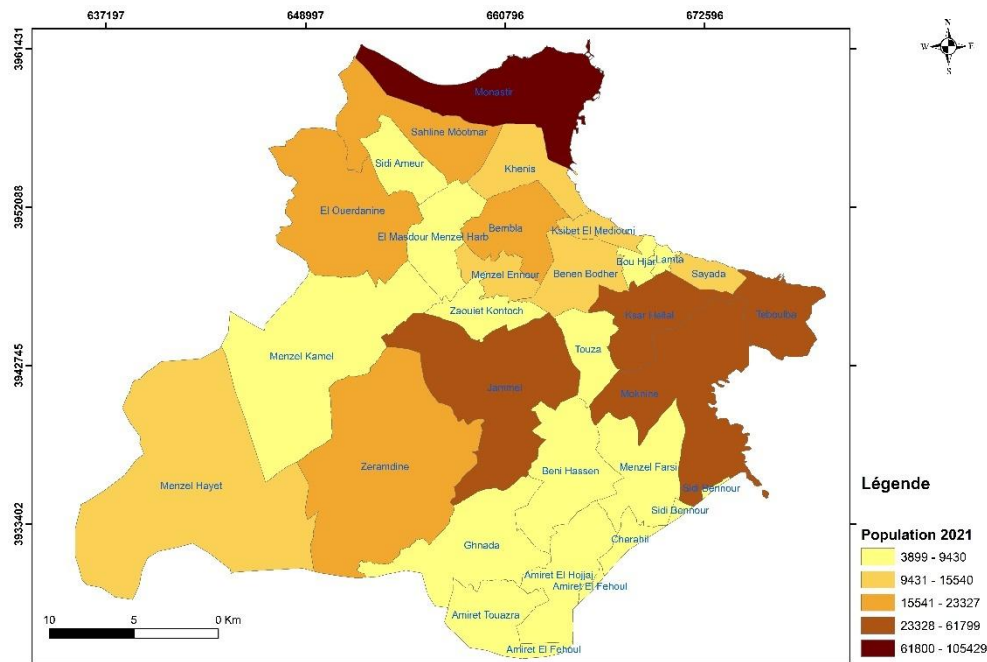 637197 648997 660796 672596
N
W E
S
3961431
3952088
3942745
3933402
Monastir
Sahline Môotmar
Sidi Ameur
Khenis
El Ouerdanine
Bembla
Ksibet El Mediouni
El Masdour Menzel Harb
Bou Hjar
Lamta
Menzel Ennour
Benen Bodher
Sayada
Zaouiet Kontoch
Ksar Hellal
Teboulba
Touza
Menzel Kamel
Jammel
Moknine
Zeramdine
Beni Hassen
Menzel Farsi
Menzel Hayet
Sidi Bennour
Sidi Bennour
Cherahil
Ghnada
Amiret El Hojjaj
Amiret El Fehoul
Amiret Touazra
Amiret El Fehoul
10 5 0 Km
Légende
Population 2021
3899 - 9430
9431 - 15540
15541 - 23327
23328 - 61799
61800 - 105429